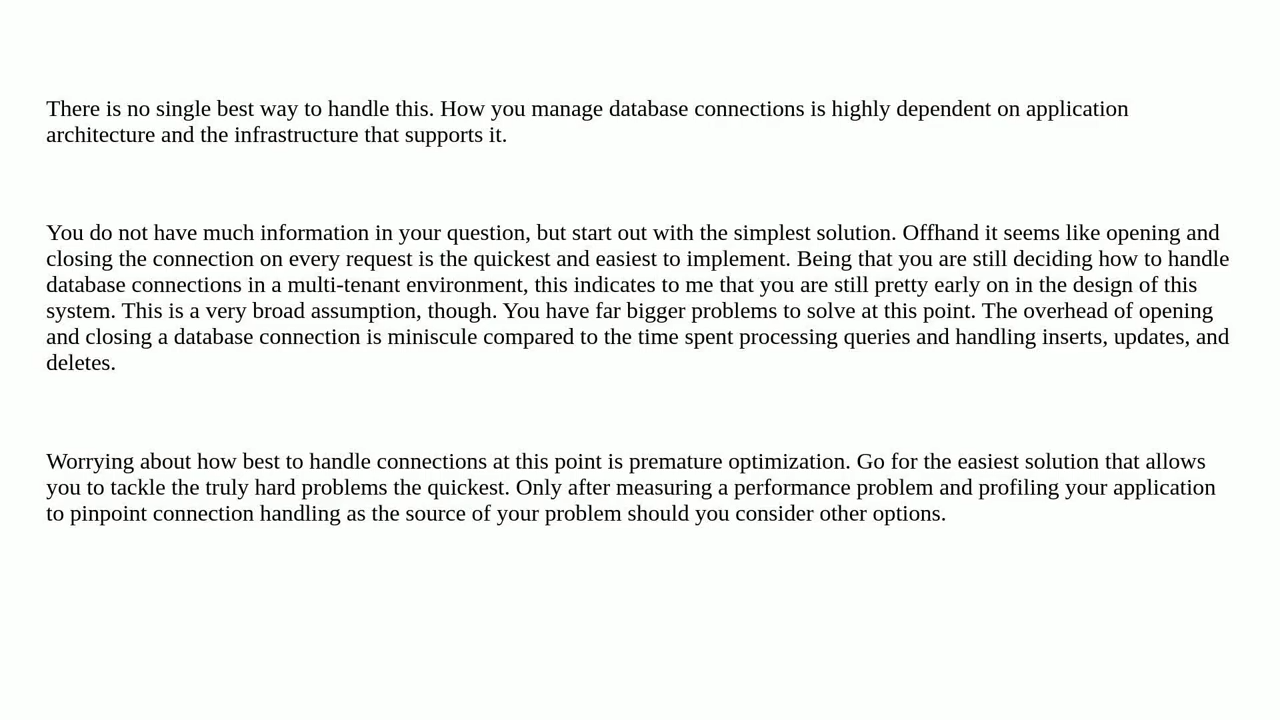 There is no single best way to handle this. How you manage database connections is highly dependent on application
architecture and the infrastructure that supports it.
You do not have much information in your question, but start out with the simplest solution. Offhand it seems like opening and
closing the connection on every request is the quickest and easiest to implement. Being that you are still deciding how to handle
database connections in a multi-tenant environment, this indicates to me that you are still pretty early on in the design of this
system. This is a very broad assumption, though. You have far bigger problems to solve at this point. The overhead of opening
and closing a database connection is miniscule compared to the time spent processing queries and handling inserts, updates, and
deletes.
Worrying about how best to handle connections at this point is premature optimization. Go for the easiest solution that allows
you to tackle the truly hard problems the quickest. Only after measuring a performance problem and profiling your application
to pinpoint connection handling as the source of your problem should you consider other options.